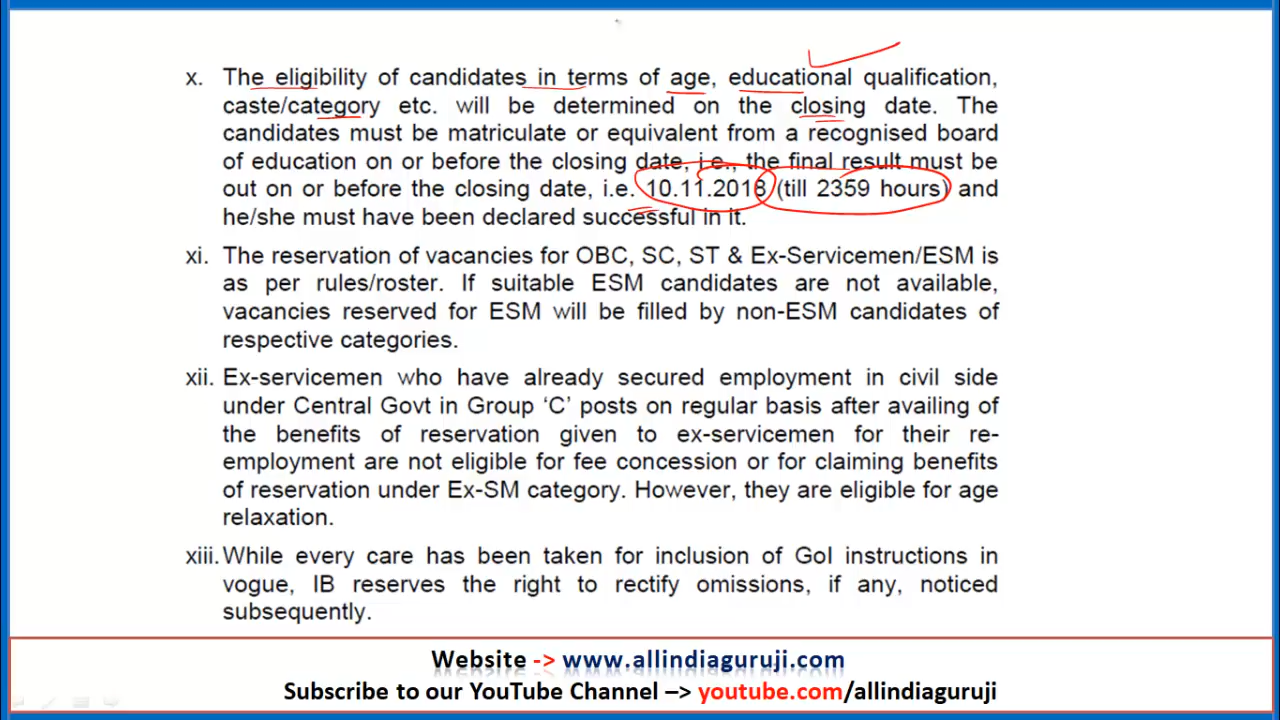 x. The eligibility of candidates in terms of age, educational qualification,
caste/category etc. will be determined on the closing date. The
candidates must be matriculate or equivalent from a recognised board
of education on or before the closing date, i.e., the final result must be
out on or before the closing date, i.e. 10.11.2018 (till 2359 hours) and
he/she must have been declared successful in it.
xi. The reservation of vacancies for OBC, SC, ST & Ex-Servicemen/ESM is
as per rules/roster. If suitable ESM candidates are not available,
vacancies reserved for ESM will be filled by non-ESM candidates of
respective categories.
xii. Ex-servicemen who have already secured employment in civil side
under Central Govt in Group ‘C’ posts on regular basis after availing of
the benefits of reservation given to ex-servicemen for their re-
employment are not eligible for fee concession or for claiming benefits
of reservation under Ex-SM category. However, they are eligible for age
relaxation.
xiii. While every care has been taken for inclusion of GoI instructions in
vogue, IB reserves the right to rectify omissions, if any, noticed
subsequently.
Website -> www.allindiaguruji.com
Subscribe to our YouTube Channel –> youtube.com/allindiaguruji